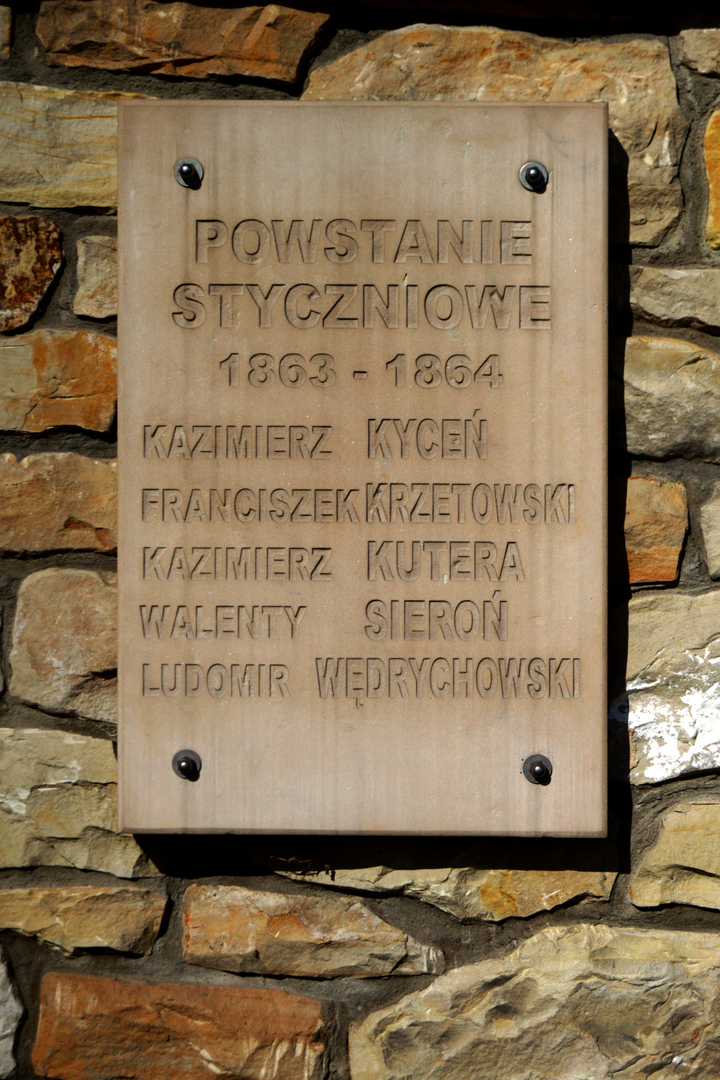 POWSTANIE
STYCZNIOWE
1863 - 1864
KAZIMIERZ KYCEŃ
FRANCISZEK KRZETOWSKI
KAZIMIERZ KUTERA
WALENTY SIEROŃ
LUDOMIR WĘDRYCHOWSKI